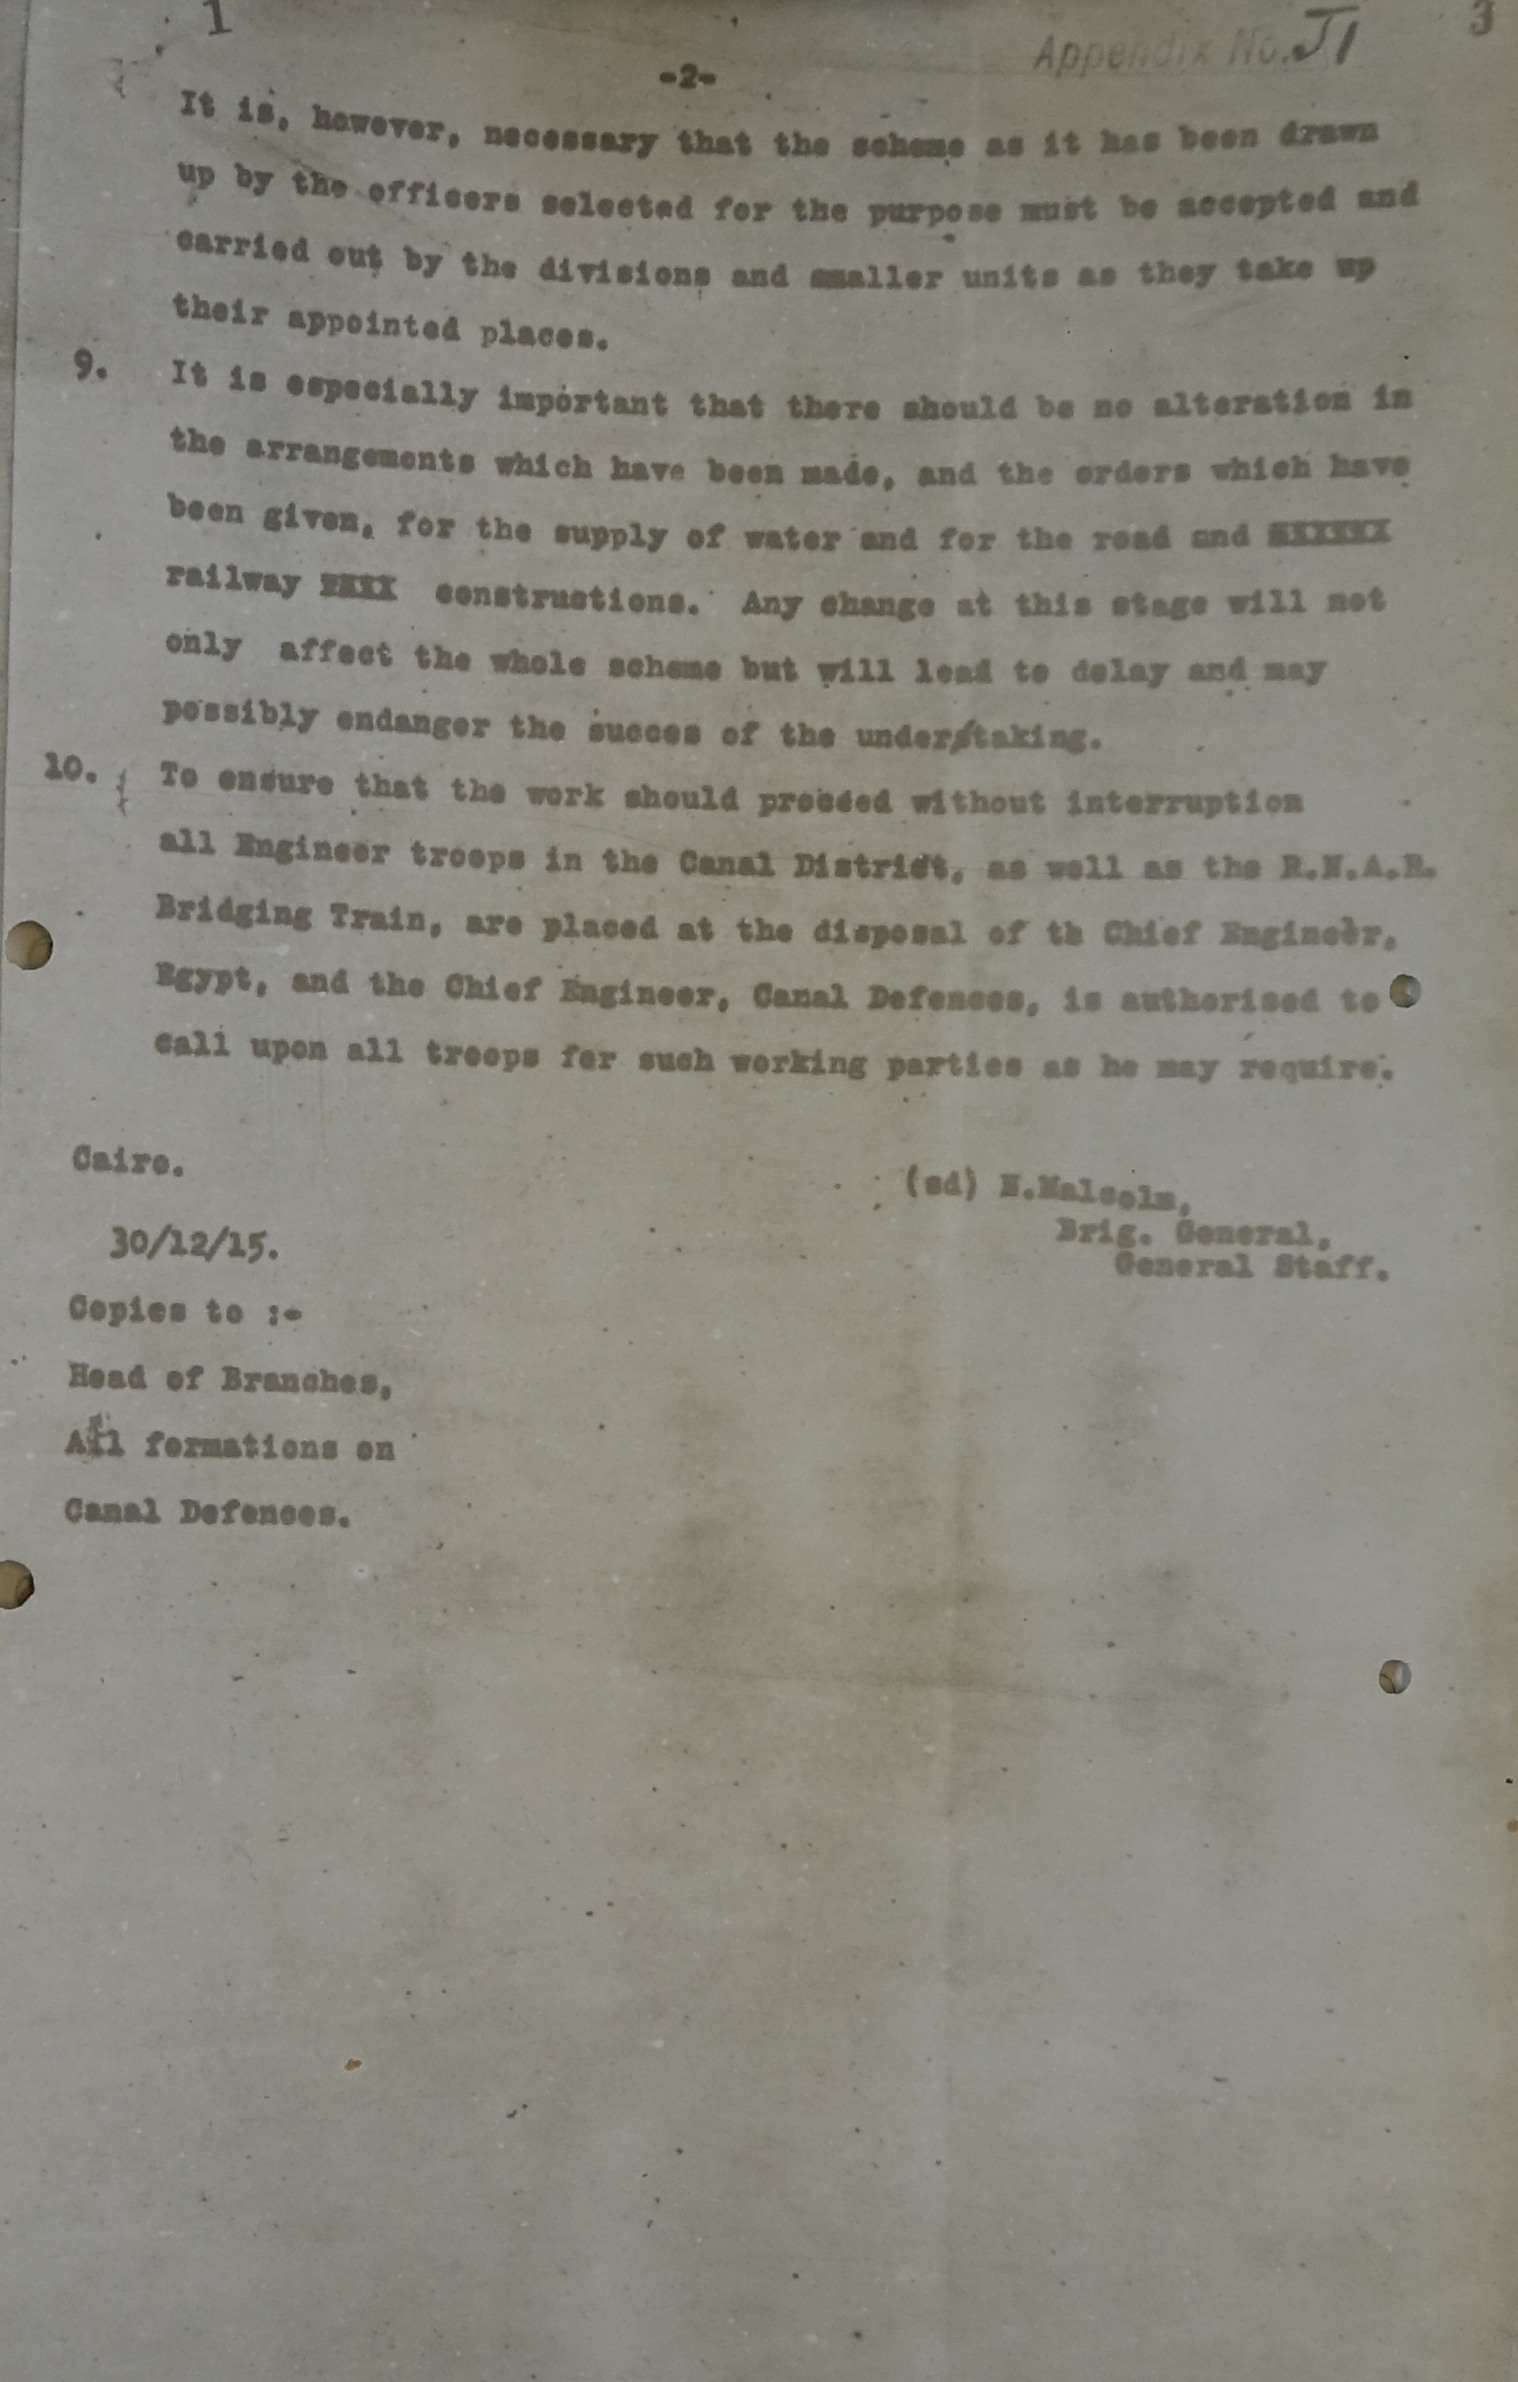 1
3
Appendix No. J1
-2-
It is, however, necessary that the scheme as it has been drawn
up by the officers selected for the purpose must be accepted and
carried out by the divisions and smaller units as they take up
their appointed places.
9. It is especially important that there should be no alteration in
the arrangements which have been made, and the orders which have
been given, for the supply of water and for the road and
railway constructions. Any change at this stage will not
only affect the whole scheme but will lead to delay and may
possibly endanger the succes of the under/taking.
10. To ensure that the work should proceed without interruption
all Engineer troops in the Canal District, as well as the R.N.A.R.
Bridging Train, are placed at the disposal of th Chief Engineer,
Egypt, and the Chief Engineer, Canal Defences, is authorised to
call upon all troops for such working parties as he may require.
Cairo.
(sd) N.Malcolm,
Brig. General,
General Staff.
30/12/15.
Copies to :-
Head of Branches,
All formations on
Canal Defences.